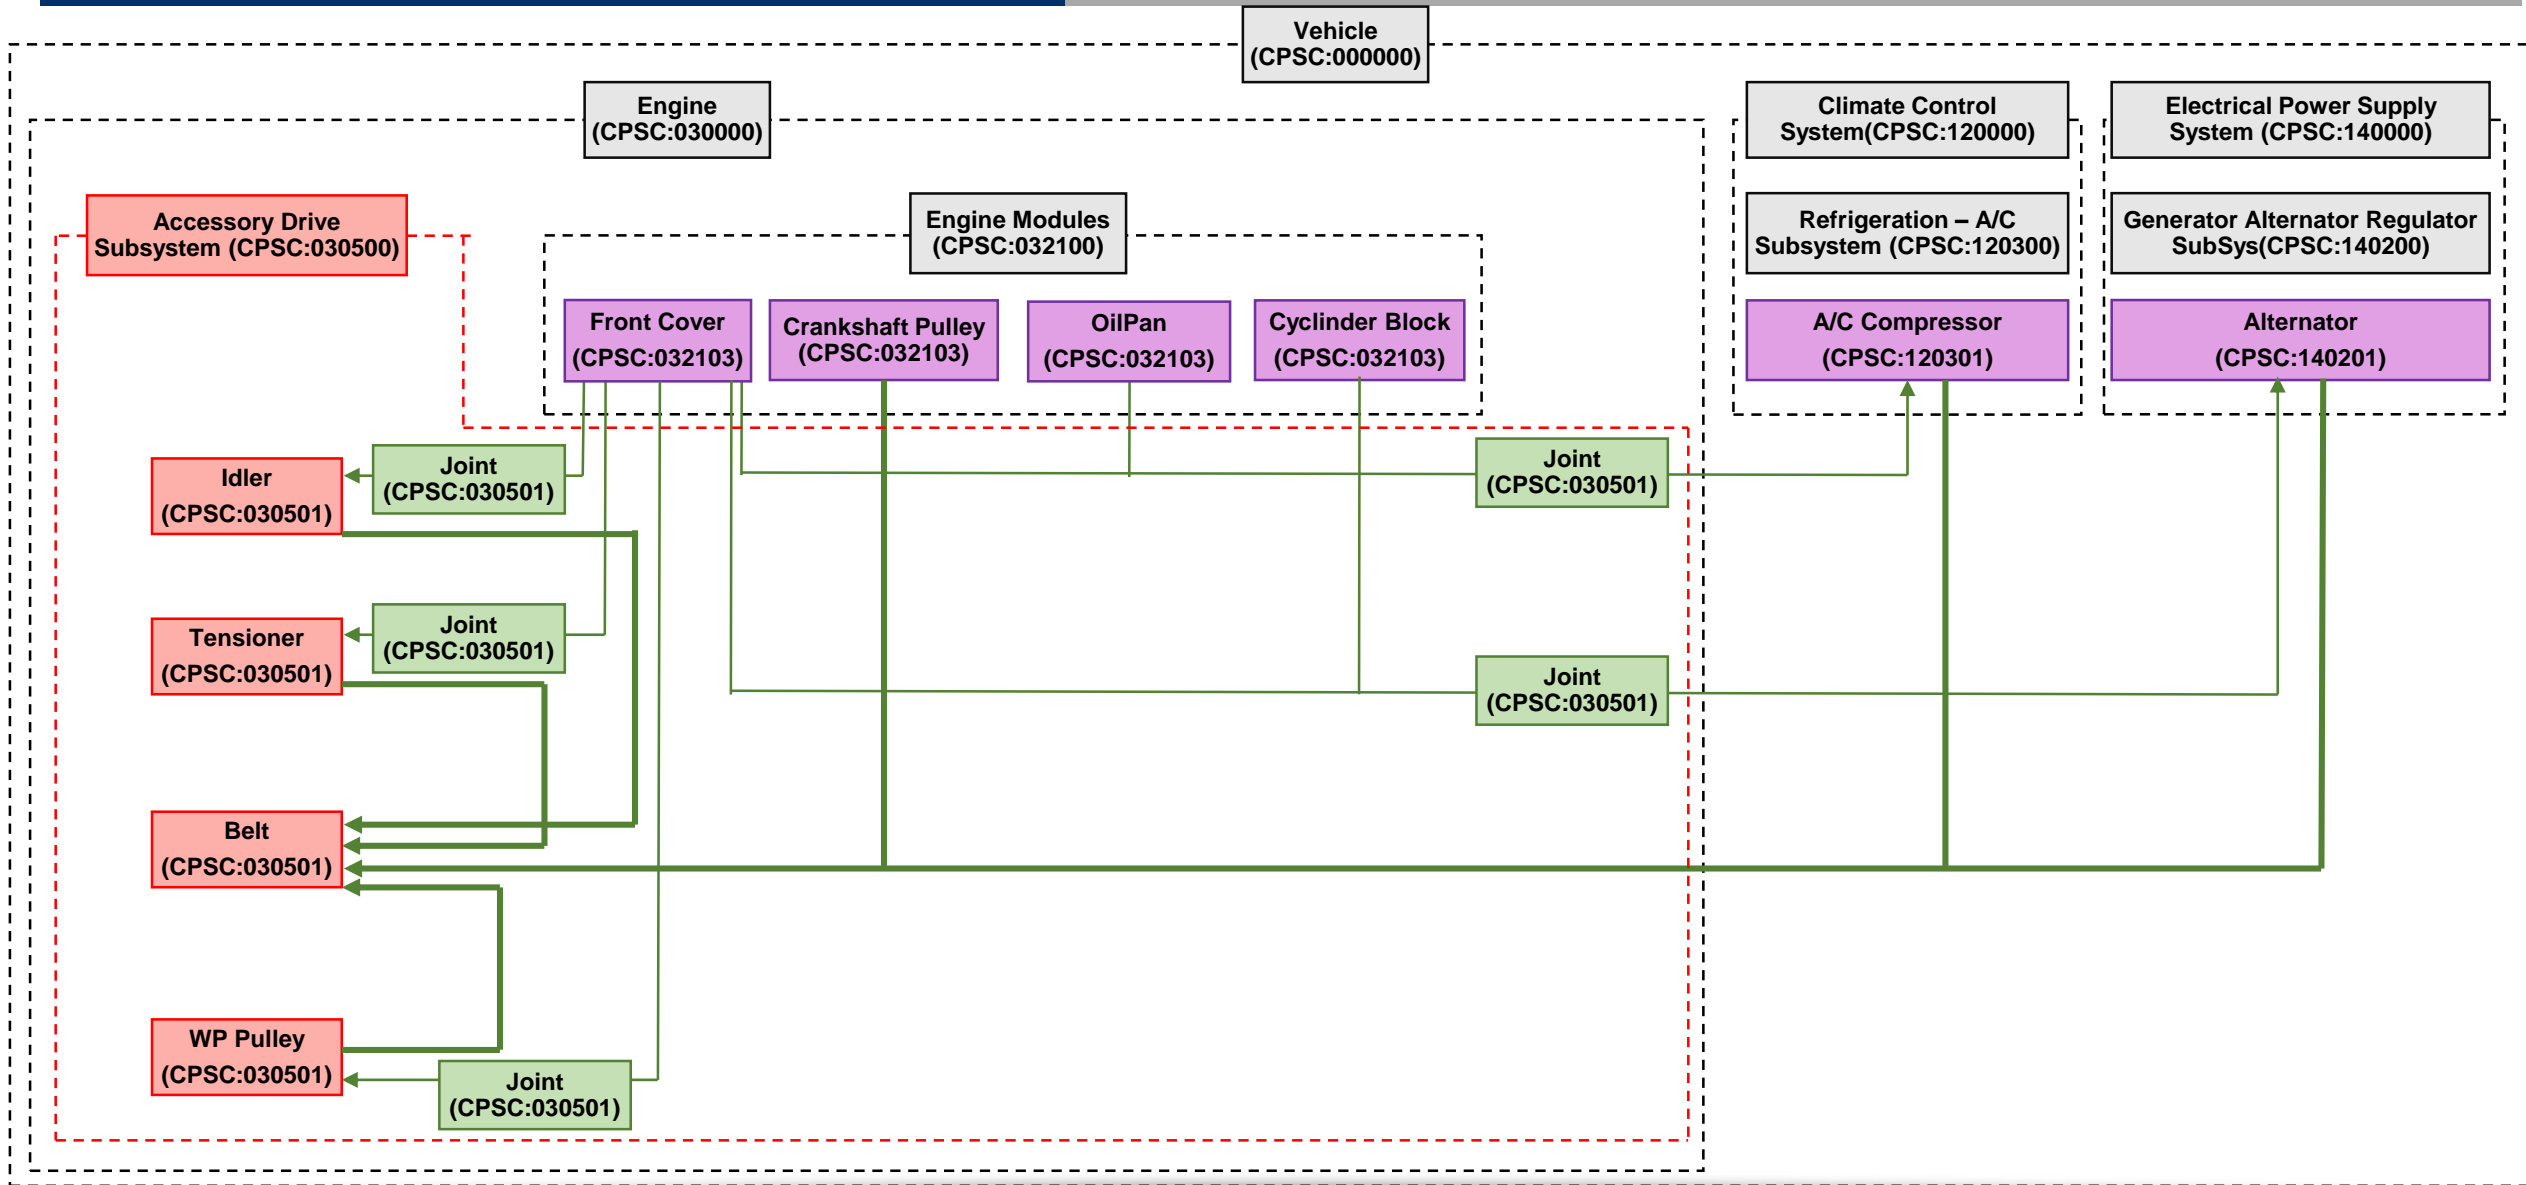 Vehicle
(CPSC:000000)
Engine
(CPSC:030000)
Climate Control
System(CPSC:120000)
Electrical Power Supply
System (CPSC:140000)
Accessory Drive
Subsystem (CPSC:030500)
Engine Modules
(CPSC:032100)
Refrigeration – A/C
Subsystem (CPSC:120300)
Generator Alternator Regulator
SubSys(CPSC:140200)
Front Cover
(CPSC:032103)
Crankshaft Pulley
(CPSC:032103)
OilPan
(CPSC:032103)
Cyclinder Block
(CPSC:032103)
A/C Compressor
(CPSC:120301)
Alternator
(CPSC:140201)
Idler
(CPSC:030501)
Joint
(CPSC:030501)
Joint
(CPSC:030501)
Tensioner
(CPSC:030501)
Joint
(CPSC:030501)
Joint
(CPSC:030501)
Belt
(CPSC:030501)
WP Pulley
(CPSC:030501)
Joint
(CPSC:030501)